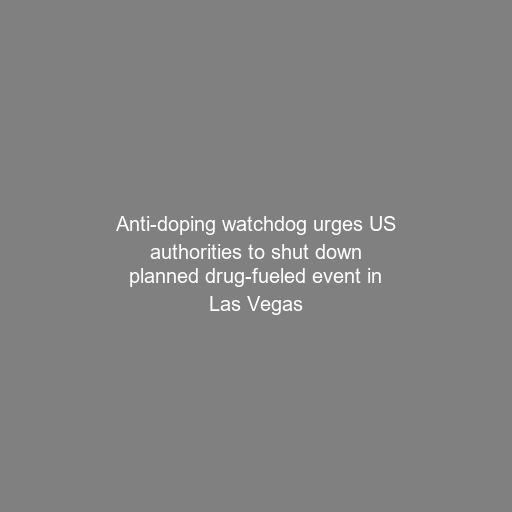 Anti-doping watchdog urges US
authorities to shut down
planned drug-fueled event in
Las Vegas